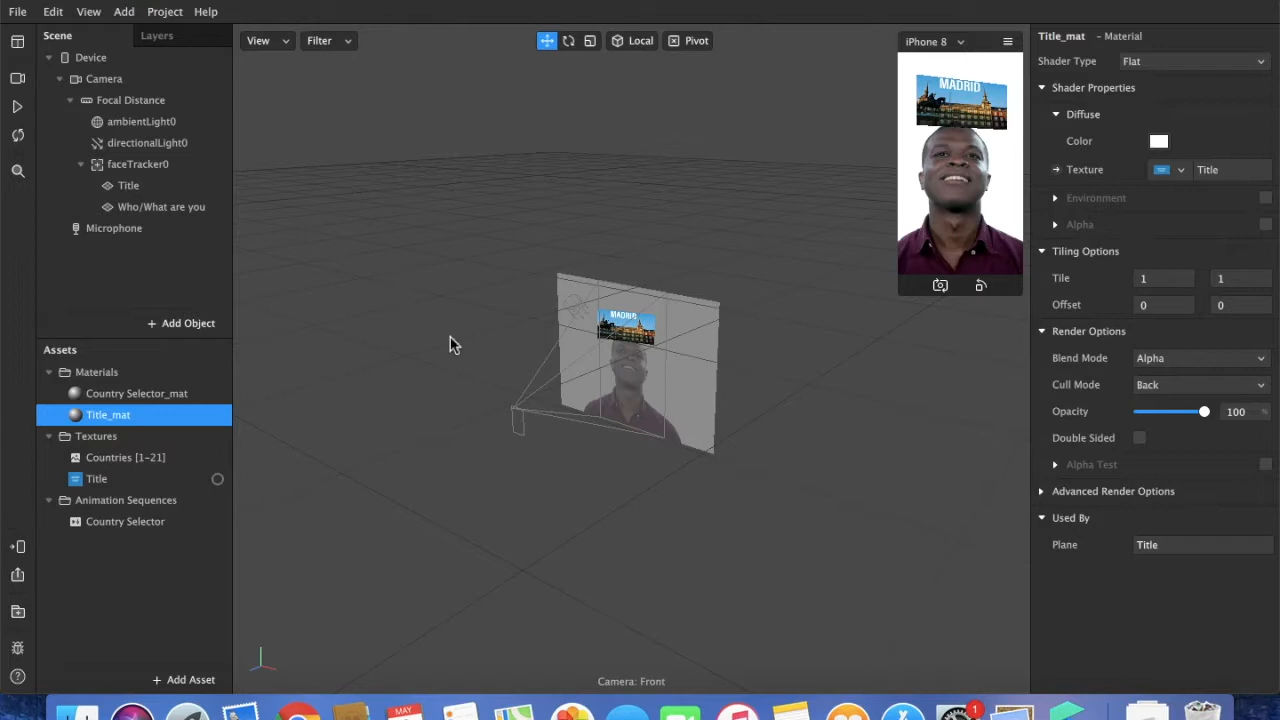 File Edit View Add Project Help
Scene Layers
Device
Camera
Focal Distance
ambientLight0
directionalLight0
faceTracker0
Title
Who/What are you
Microphone
+ Add Object
Assets
Materials
Country Selector_mat
Title_mat
Textures
Countries [1~21]
Title
Animation Sequences
Country Selector
+ Add Asset
View Filter Local Pivot
MADRID
Camera: Front
iPhone 8
MADRID
Title_mat – Material
Shader Type Flat
Shader Properties
Diffuse
Color
Texture Title
Environment
Alpha
Tiling Options
Tile 1 1
Offset 0 0
Render Options
Blend Mode Alpha
Cull Mode Back
Opacity 100 %
Double Sided
Alpha Test
Advanced Render Options
Used By
Plane Title
MAY
1